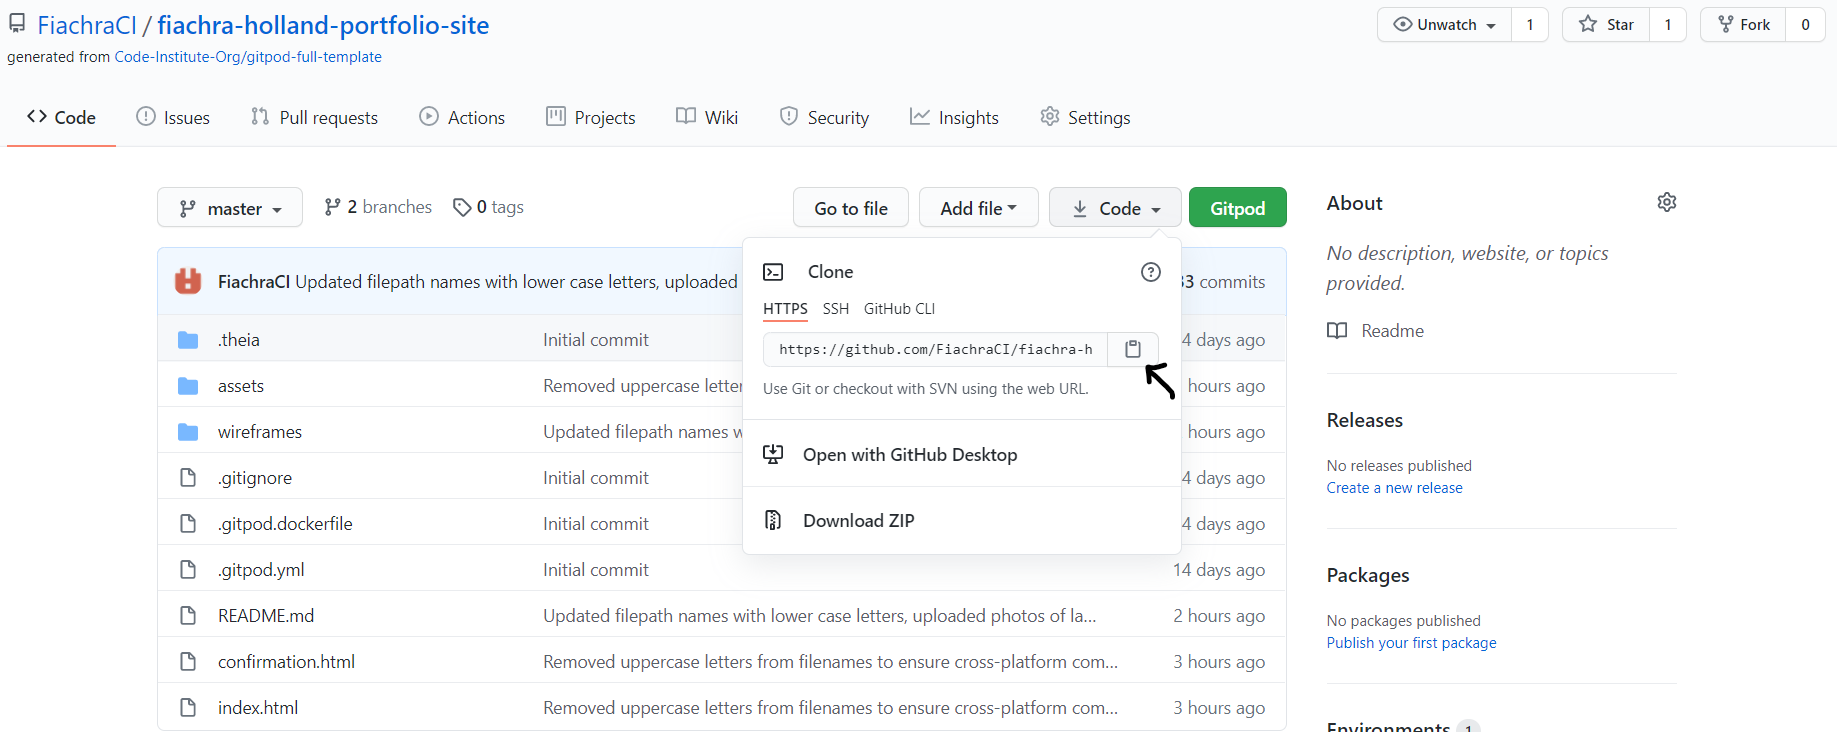 FiachraCI / fiachra-holland-portfolio-site
Unwatch 1
Star 1
Fork 0
generated from Code-Institute-Org/gitpod-full-template
Code
Issues
Pull requests
Actions
Projects
Wiki
Security
Insights
Settings
master
2 branches
0 tags
Go to file
Add file
Code
Gitpod
FiachraCI Updated filepath names with lower case letters, uploaded
33 commits
.theia Initial commit 4 days ago
assets Removed uppercase letter hours ago
wireframes Updated filepath names w hours ago
.gitignore Initial commit 4 days ago
.gitpod.dockerfile Initial commit 4 days ago
.gitpod.yml Initial commit 14 days ago
README.md Updated filepath names with lower case letters, uploaded photos of la... 2 hours ago
confirmation.html Removed uppercase letters from filenames to ensure cross-platform com... 3 hours ago
index.html Removed uppercase letters from filenames to ensure cross-platform com... 3 hours ago
Clone
HTTPS SSH GitHub CLI
https://github.com/FiachraCI/fiachra-h
Use Git or checkout with SVN using the web URL.
Open with GitHub Desktop
Download ZIP
About
No description, website, or topics
provided.
Readme
Releases
No releases published
Create a new release
Packages
No packages published
Publish your first package
Environments 1